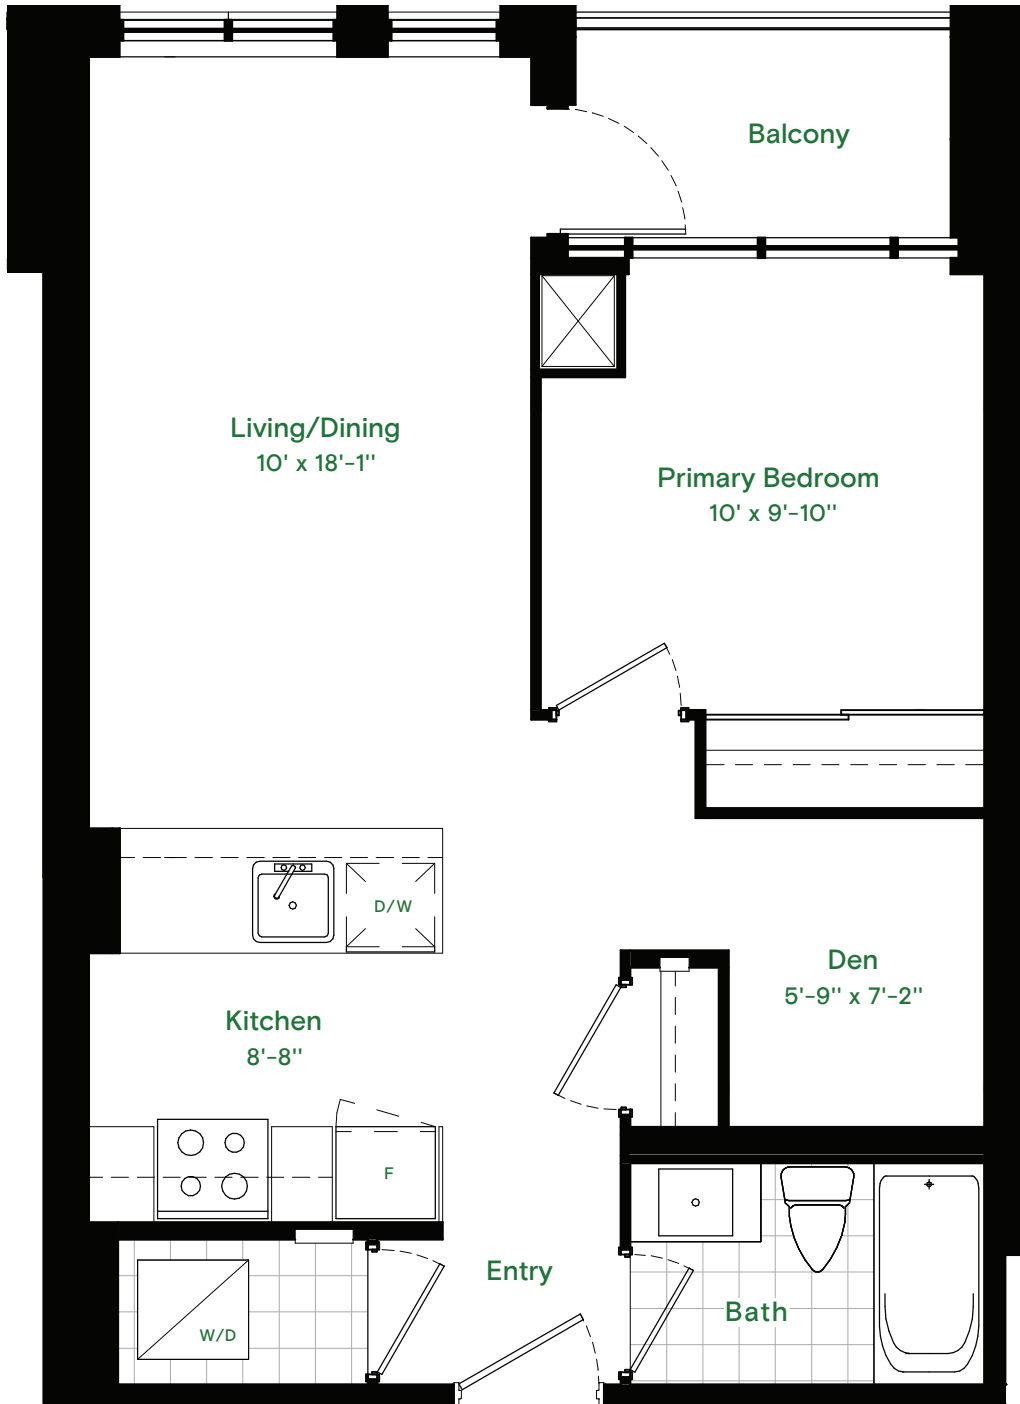 Balcony
Living/Dining
10' x 18'-1"
Primary Bedroom
10' x 9'-10"
D/W
Den
5'-9" x 7'-2"
Kitchen
8'-8"
F
Entry
Bath
W/D